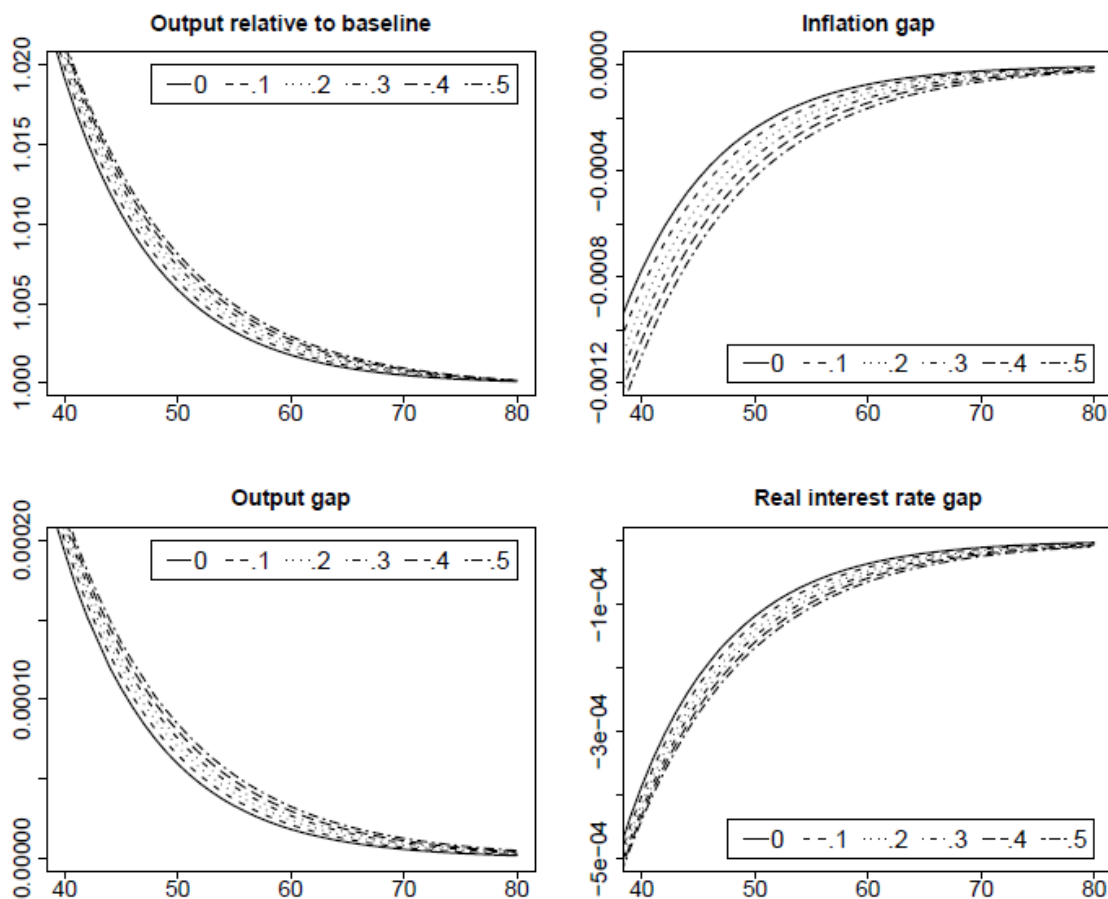 Output relative to baseline
1.000 1.005 1.010 1.015 1.020
0 .1 .2 .3 .4 .5
40 50 60 70 80
Inflation gap
−0.0012 −0.0008 −0.0004 0.0000
0 .1 .2 .3 .4 .5
40 50 60 70 80
Output gap
0.00000 0.00010 0.00020
0 .1 .2 .3 .4 .5
40 50 60 70 80
Real interest rate gap
−5e−04 −3e−04 −1e−04
0 .1 .2 .3 .4 .5
40 50 60 70 80